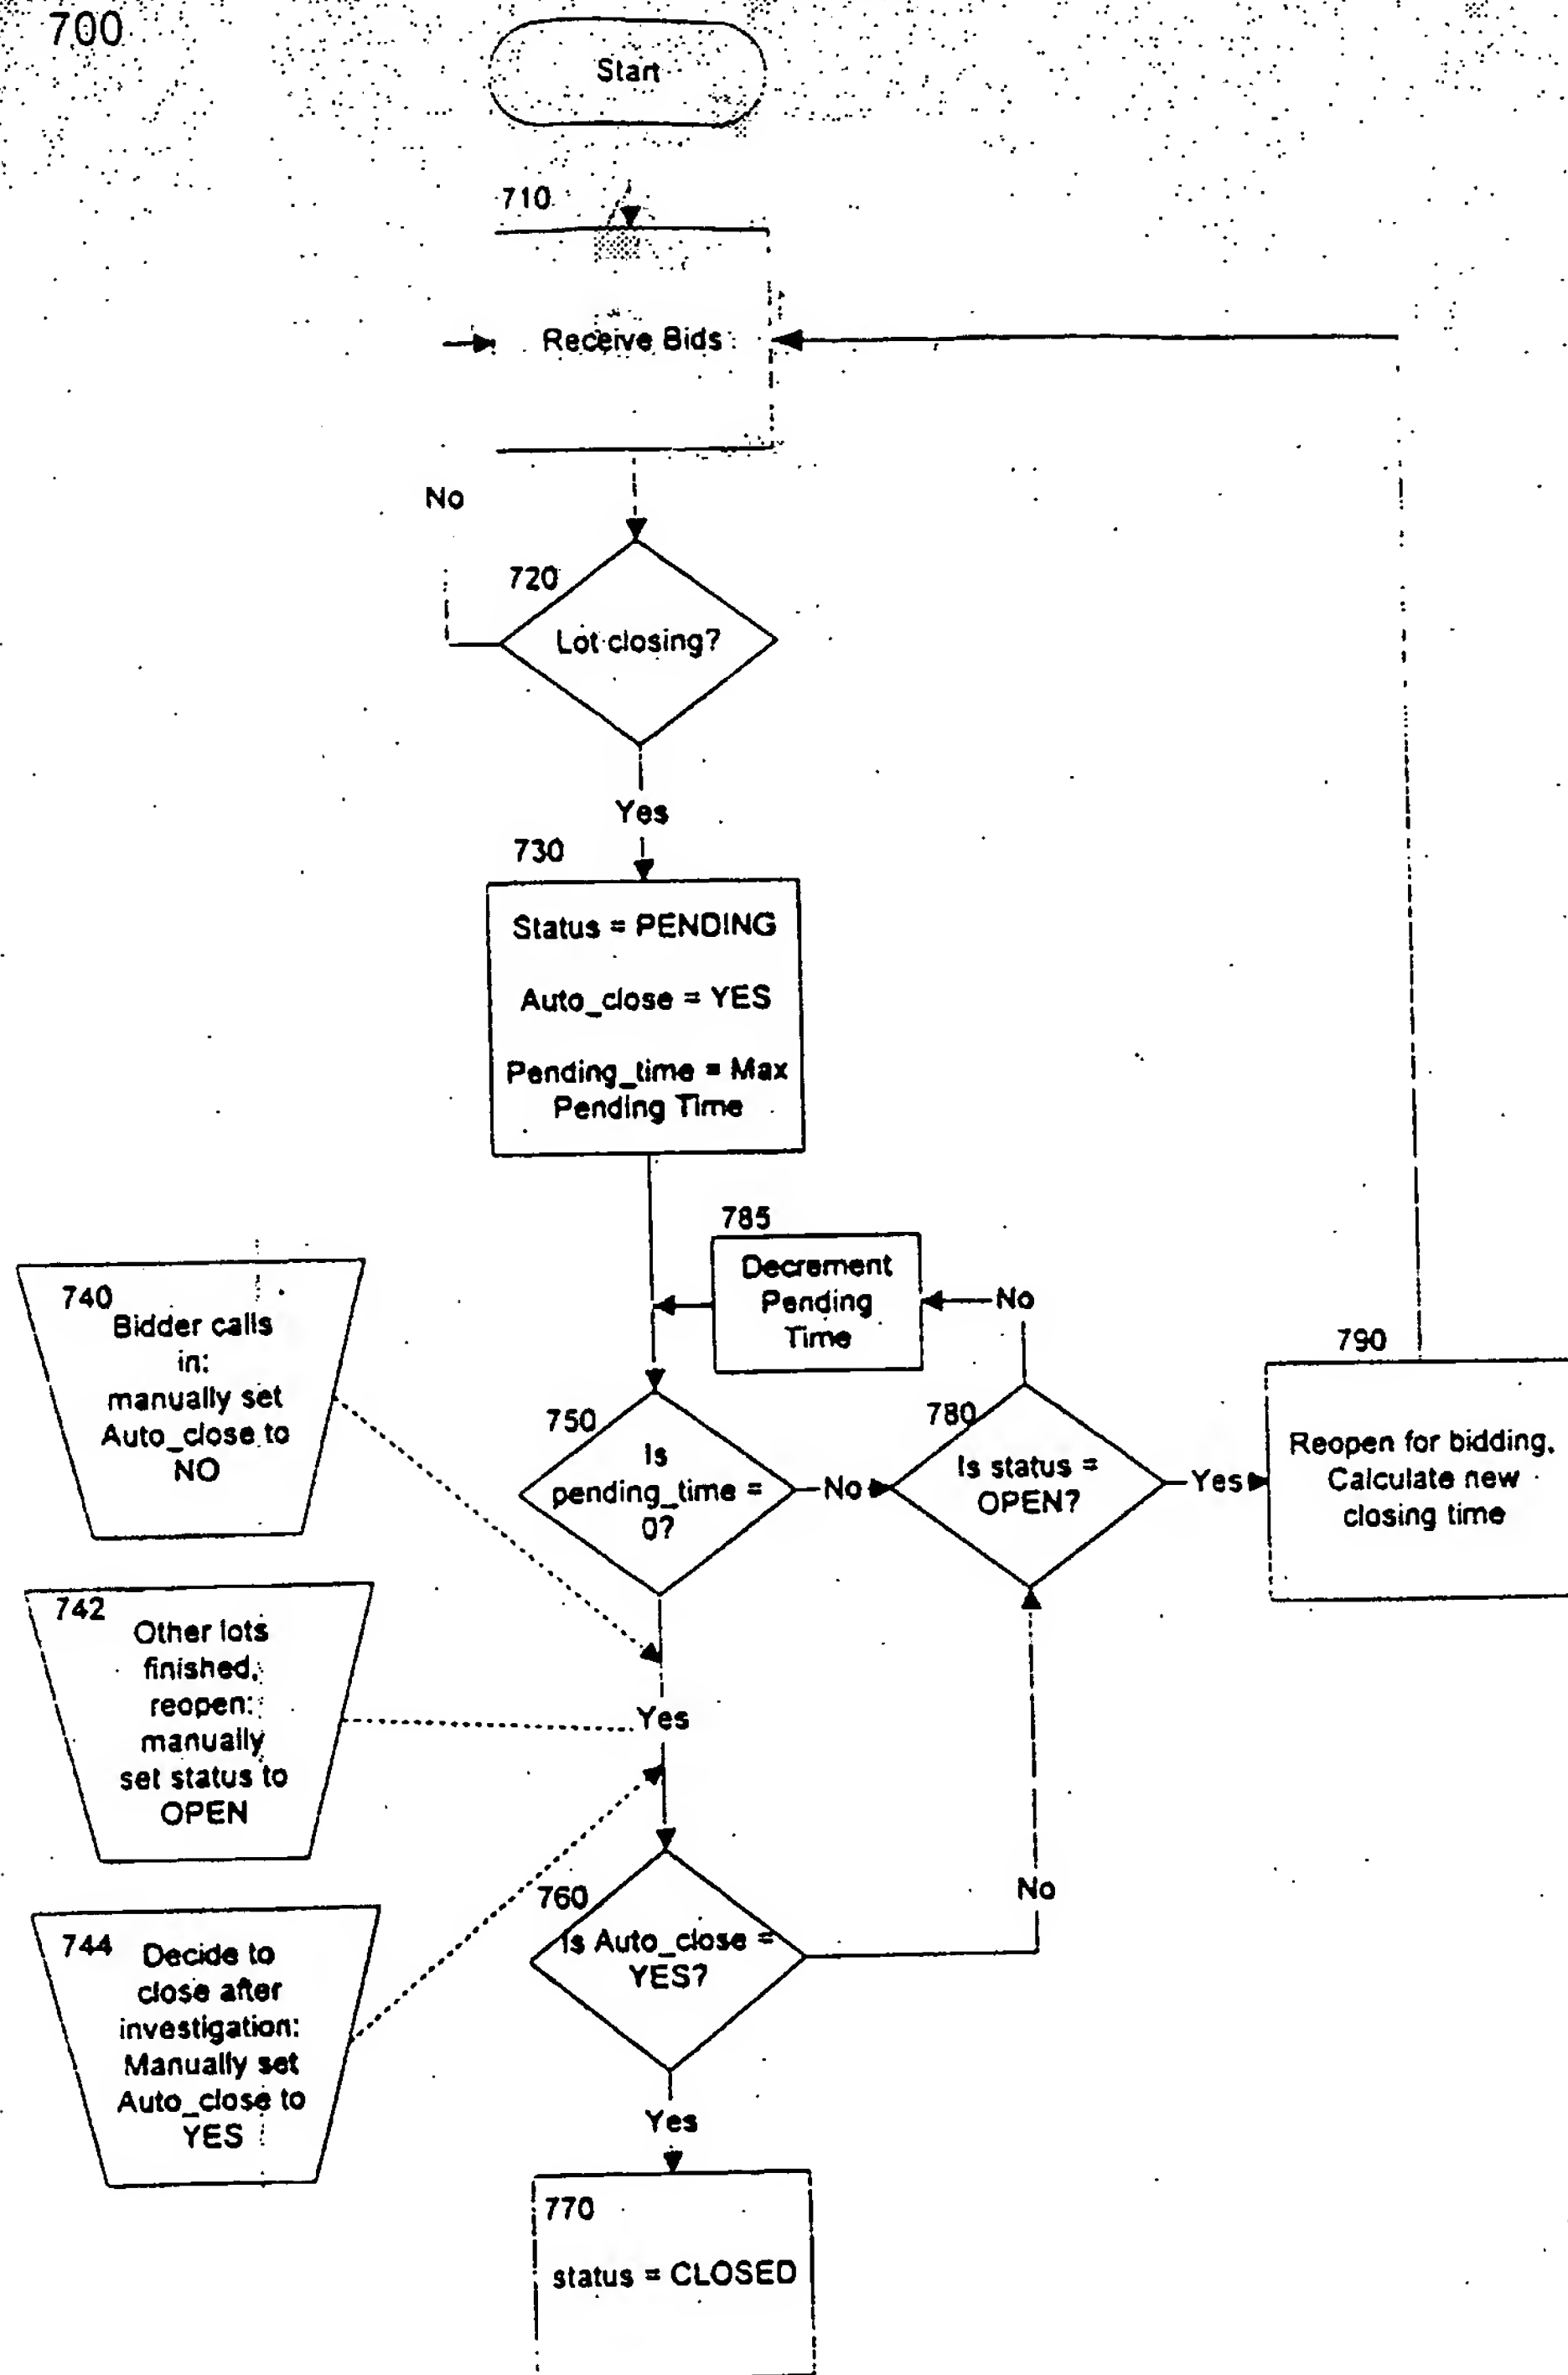 700
Start
710
Receive Bids
No
720
Lot closing?
Yes
730
Status = PENDING
Auto_close = YES
Pending_time = Max
Pending Time
785
Decrement
Pending
Time
No
740
Bidder calls
in:
manually set
Auto_close to
NO
750
Is
pending_time =
0?
No
780
Is status =
OPEN?
Yes
790
Reopen for bidding.
Calculate new
closing time
742
Other lots
finished,
reopen:
manually
set status to
OPEN
Yes
744
Decide to
close after
investigation:
Manually set
Auto_close to
YES
760
Is Auto_close =
YES?
No
Yes
770
status = CLOSED